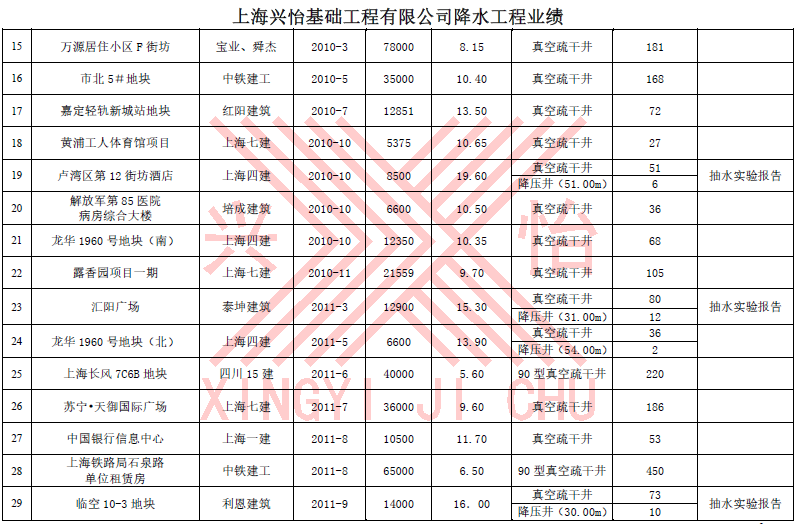 上海兴怡基础工程有限公司降水工程业绩
15 万源居住小区 F 街坊 宝业、舜杰 2010-3 78000 8.15 真空疏干井 181
16 市北 5＃地块 中铁建工 2010-5 35000 10.40 真空疏干井 168
17 嘉定轻轨新城站地块 红阳建筑 2010-7 12851 13.50 真空疏干井 72
18 黄浦工人体育馆项目 上海七建 2010-10 5375 10.65 真空疏干井 27
19 卢湾区第 12 街坊酒店 上海四建 2010-10 8500 19.60 真空疏干井 51 抽水实验报告
降压井（51.00m） 6
20 解放军第 85 医院
病房综合大楼 培成建筑 2010-10 6600 10.50 真空疏干井 36
21 龙华 1960 号地块（南） 上海四建 2010-10 12350 10.35 真空疏干井 68
22 露香园项目一期 上海七建 2010-11 21559 9.70 真空疏干井 105
23 汇阳广场 泰坤建筑 2011-3 12900 15.30 真空疏干井 80 抽水实验报告
降压井（31.00m） 12
24 龙华 1960 号地块（北） 上海四建 2011-5 6600 13.90 真空疏干井 36
降压井（54.00m） 2
25 上海长风 7C6B 地块 四川 15 建 2011-6 40000 5.60 90 型真空疏干井 220
26 苏宁•天御国际广场 上海七建 2011-7 36000 9.60 真空疏干井 186
27 中国银行信息中心 上海一建 2011-8 10500 11.70 真空疏干井 53
28 上海铁路局石泉路
单位租赁房 中铁建工 2011-8 65000 6.50 90 型真空疏干井 450
29 临空 10-3 地块 利恩建筑 2011-9 14000 16．00 真空疏干井 73 抽水实验报告
降压井（30.00m） 10
兴 怡
XINGYI JI CHU